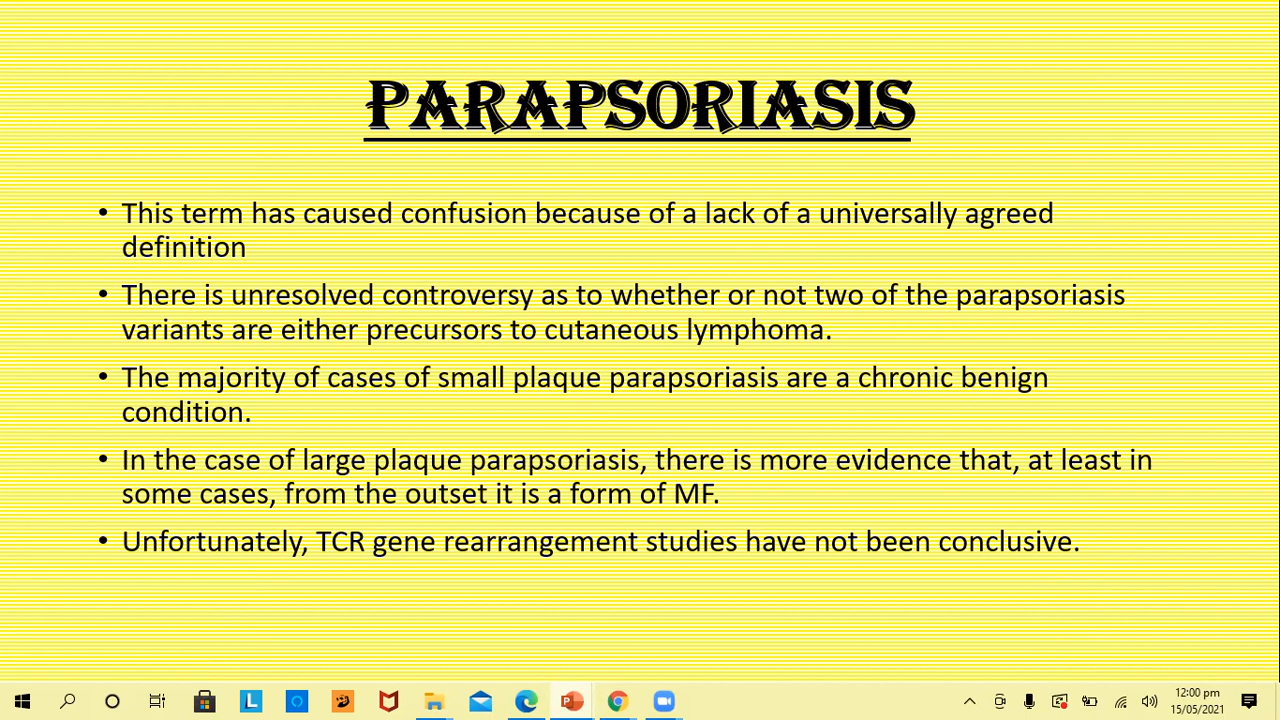 PARAPSORIASIS
• This term has caused confusion because of a lack of a universally agreed
definition
• There is unresolved controversy as to whether or not two of the parapsoriasis
variants are either precursors to cutaneous lymphoma.
• The majority of cases of small plaque parapsoriasis are a chronic benign
condition.
• In the case of large plaque parapsoriasis, there is more evidence that, at least in
some cases, from the outset it is a form of MF.
• Unfortunately, TCR gene rearrangement studies have not been conclusive.
L
12:00 pm
15/05/2021